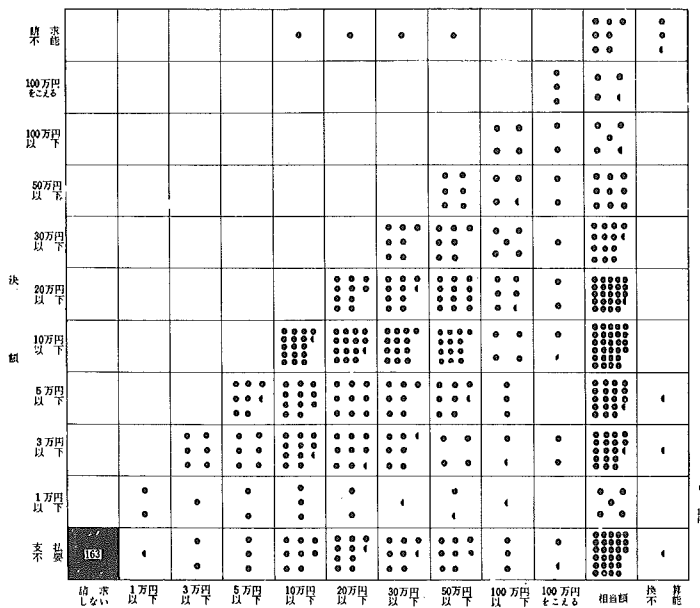 請 求
不 能
100万円
をこえる
100万円
以 下
50万円
以 下
30万円
以 下
20万円
以 下
10万円
以 下
5万円
以 下
3万円
以 下
1万円
以 下
支 払
不 要
決
額
163
請 求
しない
1万円
以 下
3万円
以 下
5万円
以 下
10万円
以 下
20万円
以 下
30万円
以 下
50万円
以 下
100万円
以 下
100万円
をこえる
相当額
換 算
不 能